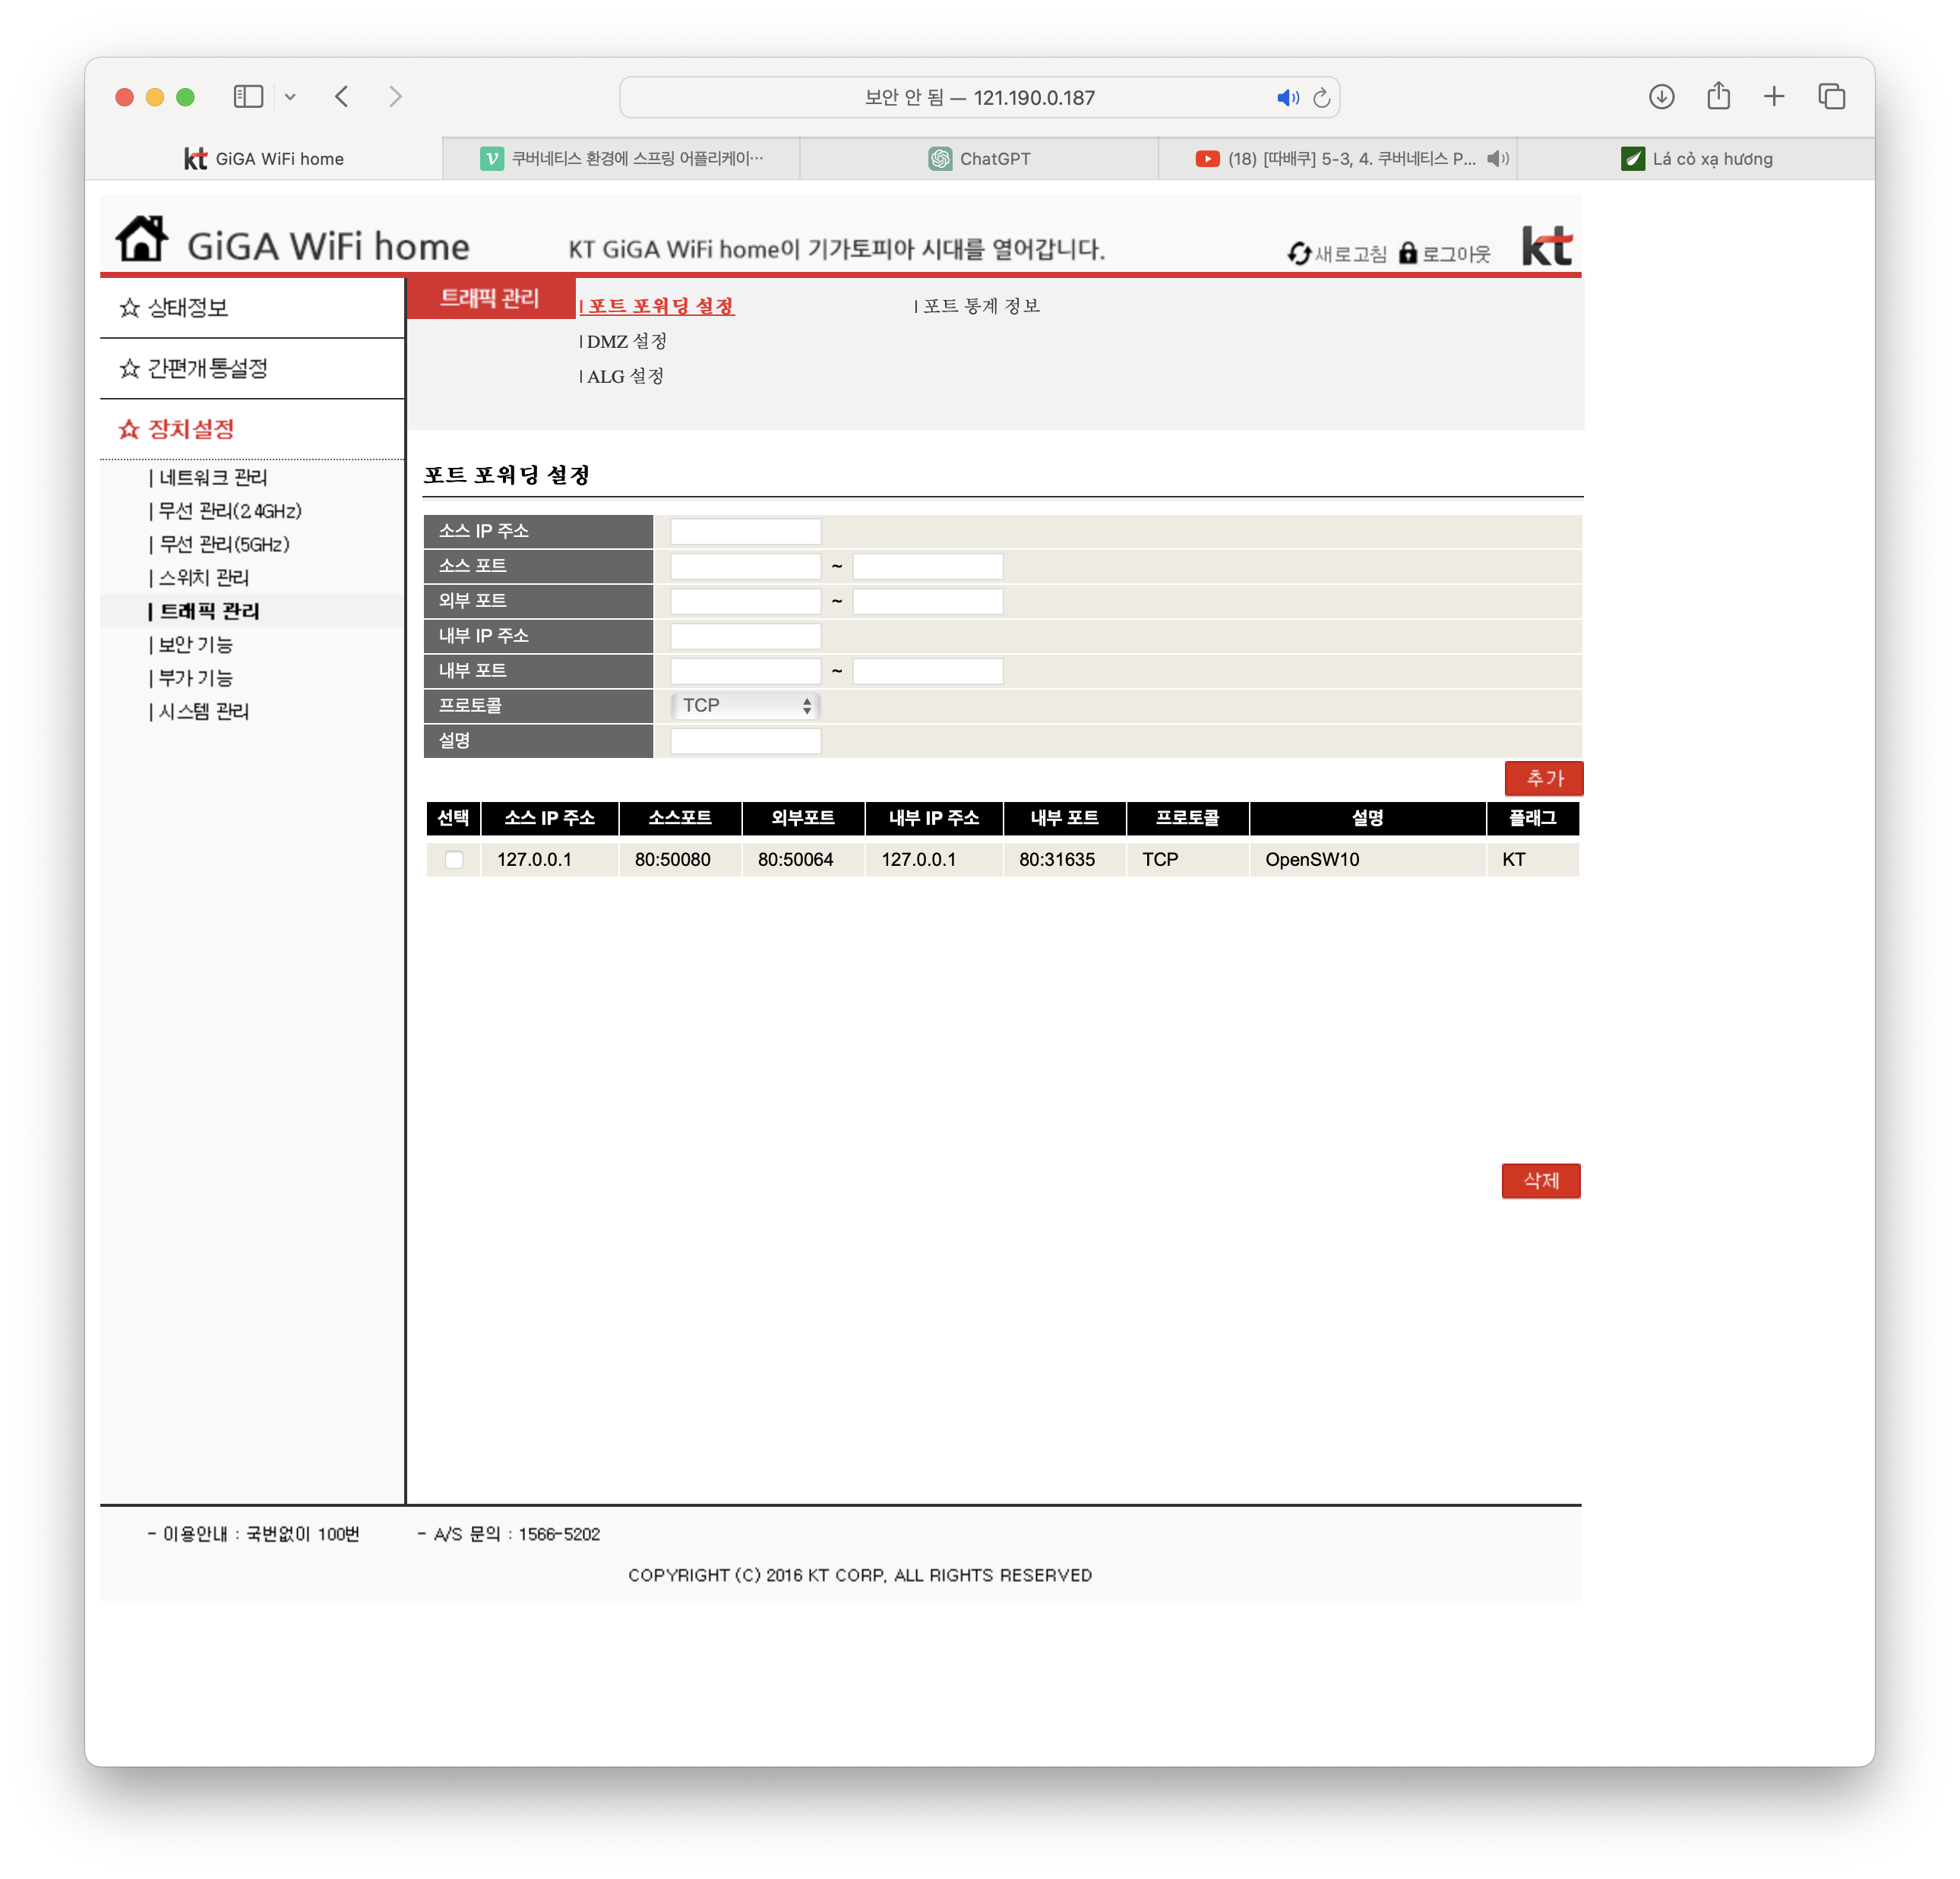 보안 안 됨 — 121.190.0.187
kt GiGA WiFi home
쿠버네티스 환경에 스프링 어플리케이…
ChatGPT
(18) [따배쿠] 5-3, 4. 쿠버네티스 P...
Lá cỏ xạ hương
GiGA WiFi home
KT GiGA WiFi home이 기가토피아 시대를 열어갑니다.
새로고침
로그아웃
kt
☆ 상태정보
☆ 간편개통설정
☆ 장치설정
| 네트워크 관리
| 무선 관리(2.4GHz)
| 무선 관리(5GHz)
| 스위치 관리
| 트래픽 관리
| 보안 기능
| 부가 기능
| 시스템 관리
트래픽 관리
| 포트 포워딩 설정
| 포트 통계 정보
| DMZ 설정
| ALG 설정
포트 포워딩 설정
소스 IP 주소
소스 포트 ~
외부 포트 ~
내부 IP 주소
내부 포트 ~
프로토콜 TCP
설명
추가
선택 소스 IP 주소 소스포트 외부포트 내부 IP 주소 내부 포트 프로토콜 설명 플래그
127.0.0.1 80:50080 80:50064 127.0.0.1 80:31635 TCP OpenSW10 KT
삭제
- 이용안내 : 국번없이 100번 - A/S 문의 : 1566-5202
COPYRIGHT (C) 2016 KT CORP. ALL RIGHTS RESERVED